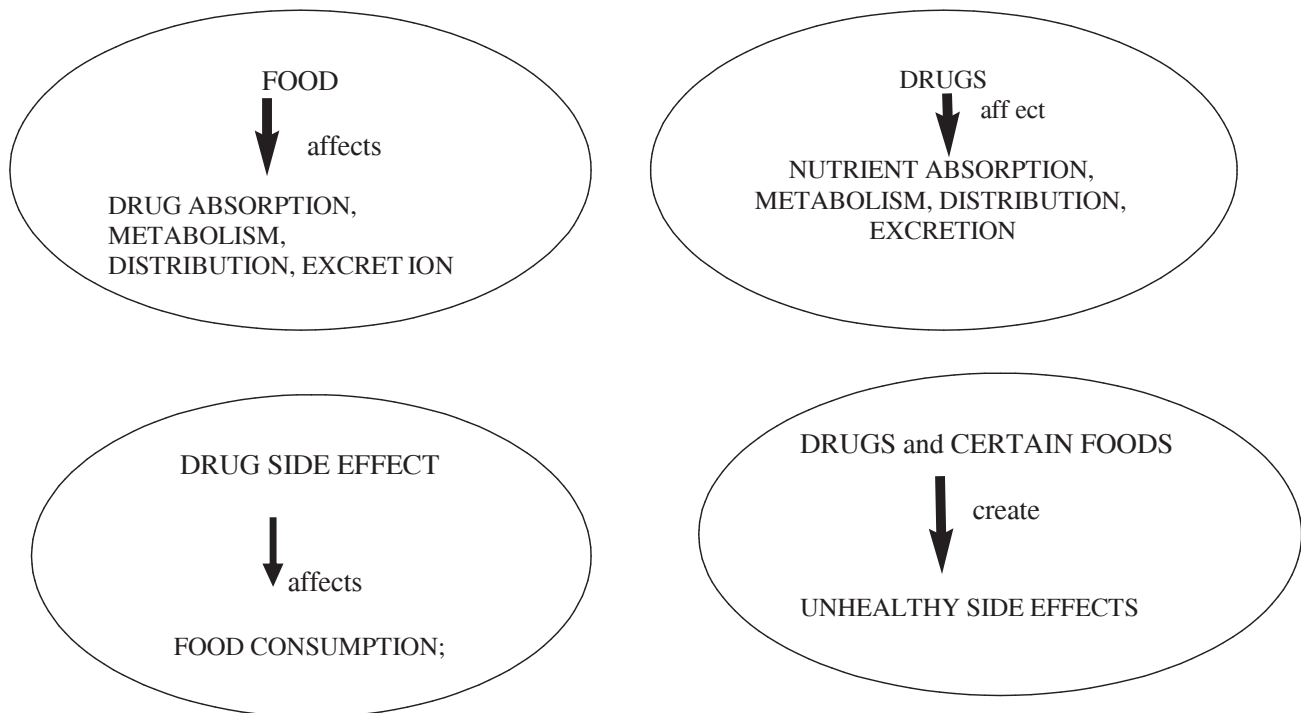 FOOD
affects
DRUG ABSORPTION,
METABOLISM,
DISTRIBUTION, EXCRET ION
DRUGS
aff ect
NUTRIENT ABSORPTION,
METABOLISM, DISTRIBUTION,
EXCRETION
DRUG SIDE EFFECT
affects
FOOD CONSUMPTION;
DRUGS and CERTAIN FOODS
create
UNHEALTHY SIDE EFFECTS